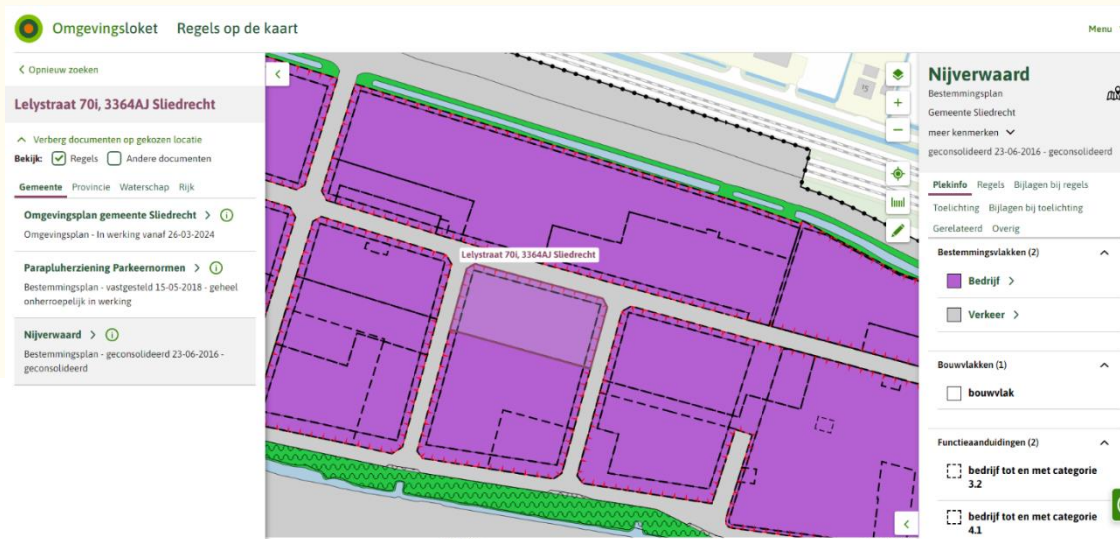 Omgevingsloket Regels op de kaart
Menu
Opnieuw zoeken
Lelystraat 70i, 3364AJ Sliedrecht
Verberg documenten op gekozen locatie
Bekijk: Regels Andere documenten
Gemeente Provincie Waterschap Rijk
Omgevingsplan gemeente Sliedrecht
Omgevingsplan - In werking vanaf 26-03-2024
Parapluherziening Parkeernormen
Bestemmingsplan - vastgesteld 15-05-2018 - geheel
onherroepelijk in werking
Nijverwaard
Bestemmingsplan - geconsolideerd 23-06-2016 -
geconsolideerd
Lelystraat 70i, 3364AJ Sliedrecht
15
Nijverwaard
Bestemmingsplan
Gemeente Sliedrecht
meer kenmerken
geconsolideerd 23-06-2016 - geconsolideerd
Plekinfo Regels Bijlagen bij regels
Toelichting Bijlagen bij toelichting
Gerelateerd Overig
Bestemmingsvlakken (2)
Bedrijf
Verkeer
Bouwvlakken (1)
bouwvlak
Functieaanduidingen (2)
bedrijf tot en met categorie
3.2
bedrijf tot en met categorie
4.1